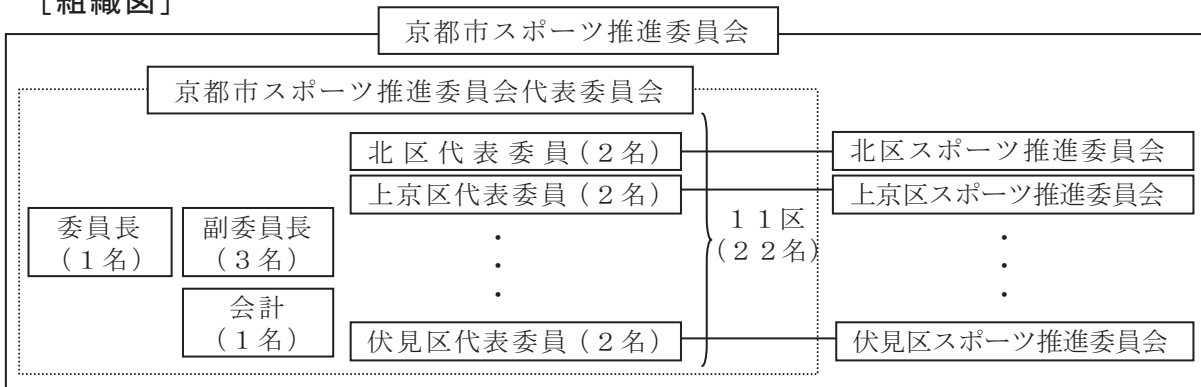 ［組織図］
京都市スポーツ推進委員会
京都市スポーツ推進委員会代表委員会
北区代表委員（２名）
北区スポーツ推進委員会
上京区代表委員（２名）
上京区スポーツ推進委員会
委員長
（１名）
副委員長
（３名）
・
・
・
１１区
（２２名）
・
・
・
会計
（１名）
伏見区代表委員（２名）
伏見区スポーツ推進委員会